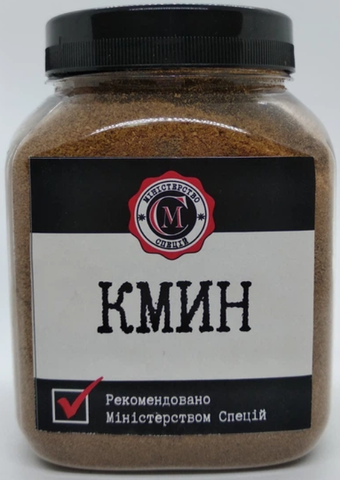 МІНІСТЕРСТВО
СМ
СПЕЦІЙ
КМИН
Рекомендовано
Міністерством Спецій